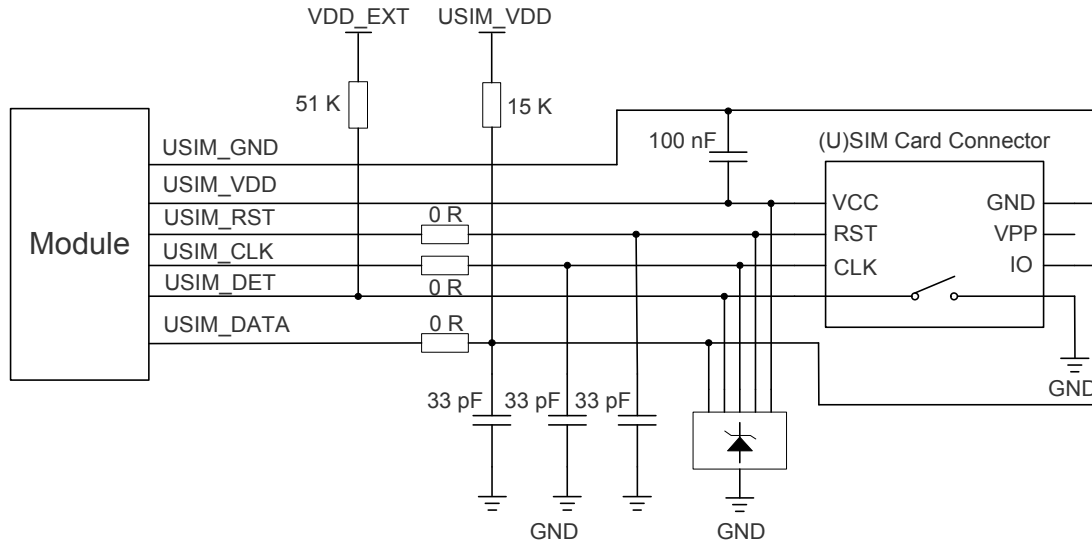 VDD_EXT USIM_VDD
51 K 15 K
100 nF (U)SIM Card Connector
USIM_GND
USIM_VDD VCC GND
USIM_RST 0 R RST VPP
Module
USIM_CLK CLK IO
USIM_DET 0 R
USIM_DATA 0 R
GND
33 pF 33 pF 33 pF
GND GND